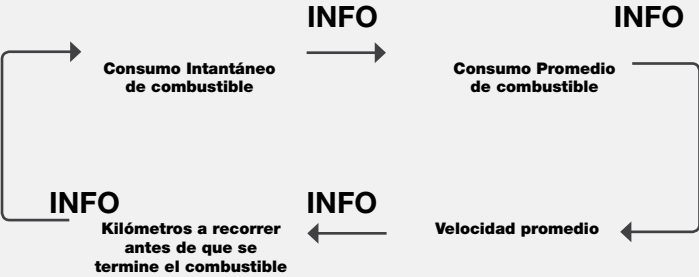 INFO
INFO
Consumo Intantáneo
de combustible
Consumo Promedio
de combustible
INFO
INFO
Kilómetros a recorrer
antes de que se
termine el combustible
Velocidad promedio